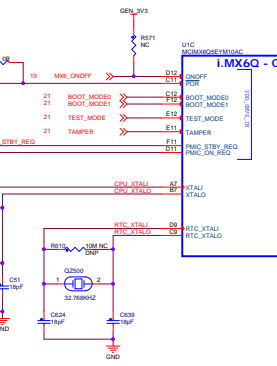 GEN_3V3
0R
R571
NC
U1C
MCIMX6Q5EYM10AC
i.MX6Q - C
19 MX6_ONOFF D12 ONOFF
C11 POR
21 BOOT_MODE0 C12 BOOT_MODE0
21 BOOT_MODE1 F12 BOOT_MODE1
21 TEST_MODE E12 TEST_MODE
21 TAMPER E11 TAMPER
STBY_REQ F11 PMIC_STBY_REQ
D11 PMIC_ON_REQ
CPU_XTALI A7 XTALI
CPU_XTALO B7 XTALO
RTC_XTALI D9 RTC_XTALI
RTC_XTALO C9 RTC_XTALO
R610 10M NC
DNP
QZ500
1 2
32.768KHZ
C51
18pF
C624
18pF
C639
18pF
ND
GND